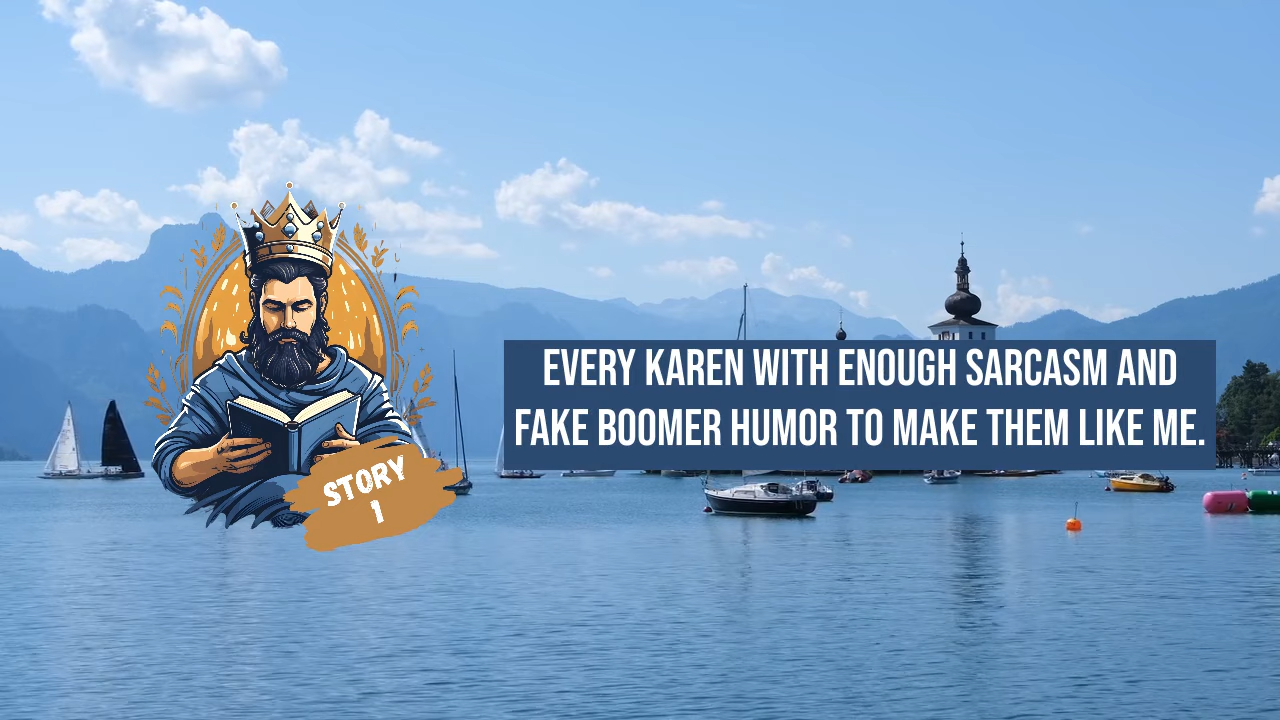 EVERY KAREN WITH ENOUGH SARCASM AND
FAKE BOOMER HUMOR TO MAKE THEM LIKE ME.
STORY
1